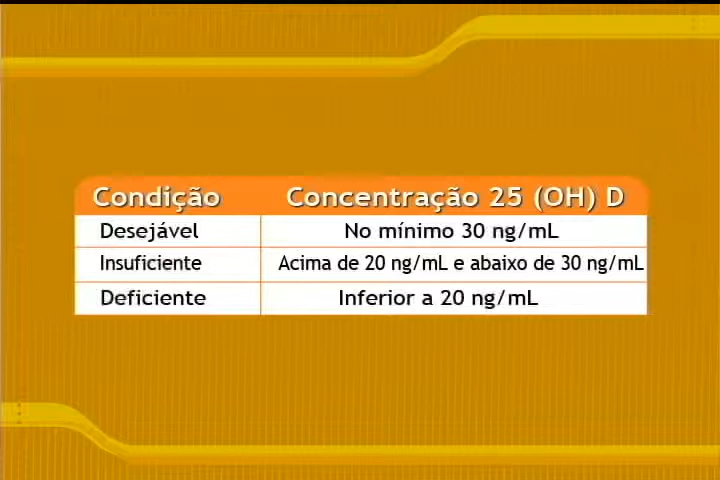 Condição Concentração 25 (OH) D
Desejável No mínimo 30 ng/mL
Insuficiente Acima de 20 ng/mL e abaixo de 30 ng/mL
Deficiente Inferior a 20 ng/mL